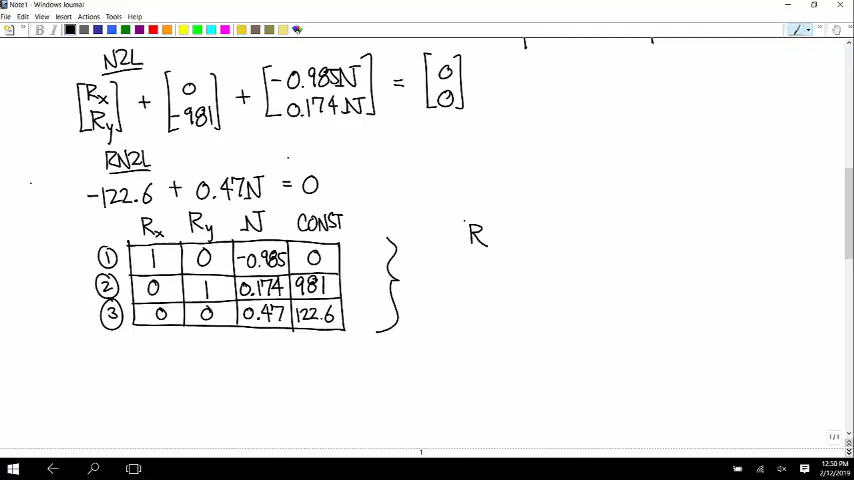 Note1 - Windows Journal
File Edit View Insert Actions Tools Help
B I
N2L
[Rx Ry] + [0 -981] + [-0.985N 0.174N] = [0 0]
RN2L
-122.6 + 0.47N = 0
Rx Ry N CONST
① 1 0 -0.985 0
② 0 1 0.174 981
③ 0 0 0.47 122.6
R
1/1
1
12:50 PM
2/12/2019